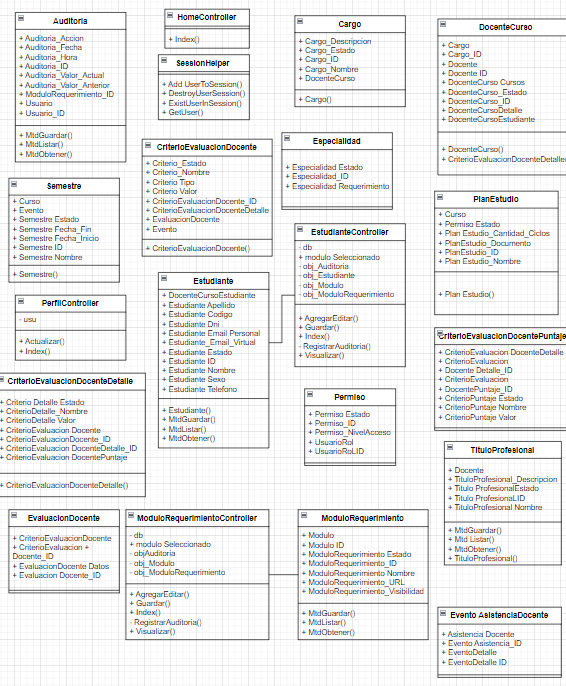 Auditoria
+ Auditoria_Accion
+ Auditoria_Fecha
+ Auditoria_Hora
+ Auditoria_ID
+ Auditoria_Valor_Actual
+ Auditoria_Valor_Anterior
+ ModuloRequerimiento_ID
+ Usuario
+ Usuario_ID
+ MtdGuardar()
+ MtdListar()
+ MtdObtener()
HomeController
+ Index()
SessionHelper
+ Add UserToSession()
+ DestroyUserSession()
+ ExistUserInSession()
+ GetUser()
Cargo
+ Cargo_Descripcion
+ Cargo_Estado
+ Cargo_ID
+ Cargo_Nombre
+ DocenteCurso
+ Cargo()
DocenteCurso
+ Cargo
+ Cargo_ID
+ Docente
+ Docente ID
+ DocenteCurso Cursos
+ DocenteCurso_Estado
+ DocenteCurso_ID
+ DocenteCursoDetalle
+ DocenteCursoEstudiante
+ DocenteCurso()
+ CriterioEvaluacionDocenteDetalle
CriterioEvaluacionDocente
+ Criterio_Estado
+ Criterio_Nombre
+ Criterio Tipo
+ Criterio Valor
+ CriterioEvaluacionDocente_ID
+ CriterioEvaluacionDocenteDetalle
+ EvaluacionDocente
+ Evento
+ CriterioEvaluacionDocente()
Especialidad
+ Especialidad Estado
+ Especialidad_ID
+ Especialidad Requerimiento
Semestre
+ Curso
+ Evento
+ Semestre Estado
+ Semestre Fecha_Fin
+ Semestre Fecha_Inicio
+ Semestre ID
+ Semestre Nombre
+ Semestre()
PlanEstudio
+ Curso
+ Permiso Estado
+ Plan Estudio_Cantidad_Ciclos
+ PlanEstudio_Documento
+ PlanEstudio_ID
+ Plan Estudio_Nombre
+ Plan Estudio()
EstudianteController
- db
+ modulo Seleccionado
- obj_Auditoria
- obj_Estudiante
- obj_Modulo
- obj_ModuloRequerimiento
+ AgregarEditar()
+ Guardar()
+ Index()
- RegistrarAuditoria()
+ Visualizar()
Estudiante
+ DocenteCursoEstudiante
+ Estudiante Apellido
+ Estudiante Codigo
+ Estudiante Dni
+ Estudiante Email Personal
+ Estudiante_Email_Virtual
+ Estudiante Estado
+ Estudiante ID
+ Estudiante Nombre
+ Estudiante Sexo
+ Estudiante Telefono
+ Estudiante()
+ MtdGuardar()
+ MtdListar()
+ MtdObtener()
PerfilController
- usu
+ Actualizar()
+ Index()
CriterioEvaluacionDocentePuntaje
+ CriterioEvaluacion DocenteDetalle
+ CriterioEvaluacion
Docente Detalle_ID
+ CriterioEvaluacion
DocentePuntaje_ID
+ CriterioPuntaje Estado
+ CriterioPuntaje Nombre
+ CriterioPuntaje Valor
CriterioEvaluacionDocenteDetalle
+ Criterio Detalle Estado
+ CriterioDetalle_Nombre
+ CriterioDetalle Valor
+ CriterioEvaluacion Docente
+ CriterioEvaluacionDocente_ID
+ CriterioEvaluacion DocenteDetalle_ID
+ CriterioEvaluacion DocentePuntaje
+ CriterioEvaluacionDocenteDetalle()
Permiso
+ Permiso Estado
+ Permiso_ID
+ Permiso_NivelAcceso
+ UsuarioRol
+ UsuarioRoLID
TituloProfesional
+ Docente
+ TituloProfesional_Descripcion
+ Titulo ProfesionalEstado
+ Titulo ProfesionaLID
+ TituloProfesional Nombre
+ MtdGuardar()
+ Mtd Listar()
+ MtdObtener()
+ TituloProfesional()
EvaluacionDocente
+ CriterioEvaluacionDocente
+ CriterioEvaluacion +
Docente_ID
+ EvaluacionDocente Datos
+ Evaluacion Docente_ID
ModuloRequerimientoController
- db
+ modulo Seleccionado
- objAuditoria
- obj_Modulo
- obj_ModuloRequerimiento
+ AgregarEditar()
+ Guardar()
+ Index()
- RegistrarAuditoria()
+ Visualizar()
ModuloRequerimiento
+ Modulo
+ Modulo ID
+ ModuloRequerimiento Estado
+ ModuloRequerimiento_ID
+ ModuloRequerimiento Nombre
+ ModuloRequerimiento_URL
+ ModuloRequerimiento_Visibilidad
+ MtdGuardar()
+ MtdListar()
+ MtdObtener()
Evento AsistenciaDocente
+ Asistencia Docente
+ Evento Asistencia_ID
+ EventoDetalle
+ EventoDetalle ID